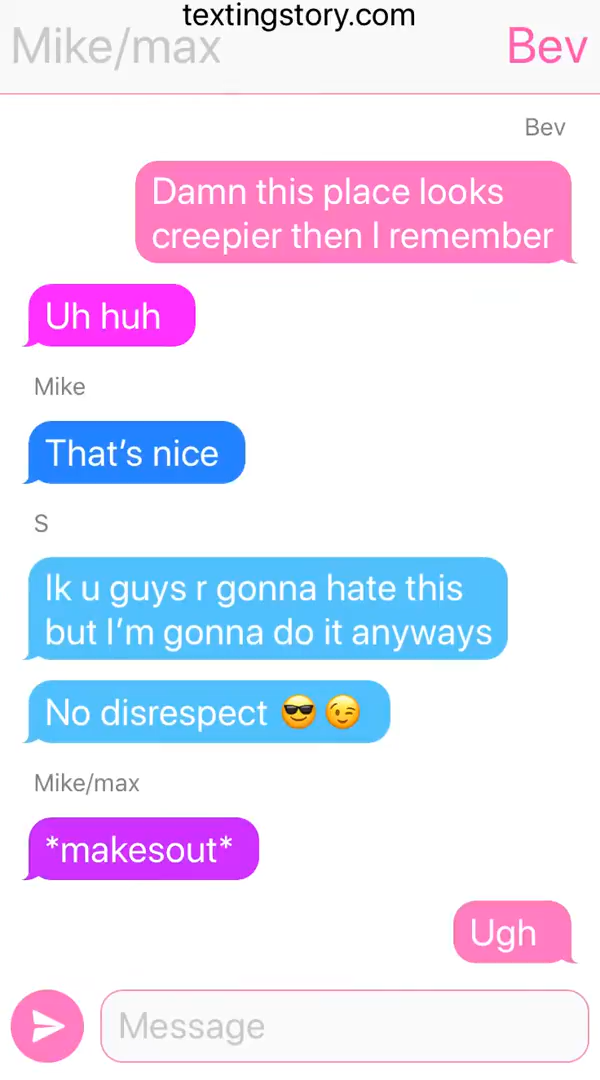 textingstory.com
Mike/max
Bev
Bev
Damn this place looks
creepier then I remember
Uh huh
Mike
That’s nice
S
Ik u guys r gonna hate this
but I’m gonna do it anyways
No disrespect 😎😉
Mike/max
*makesout*
Ugh
Message